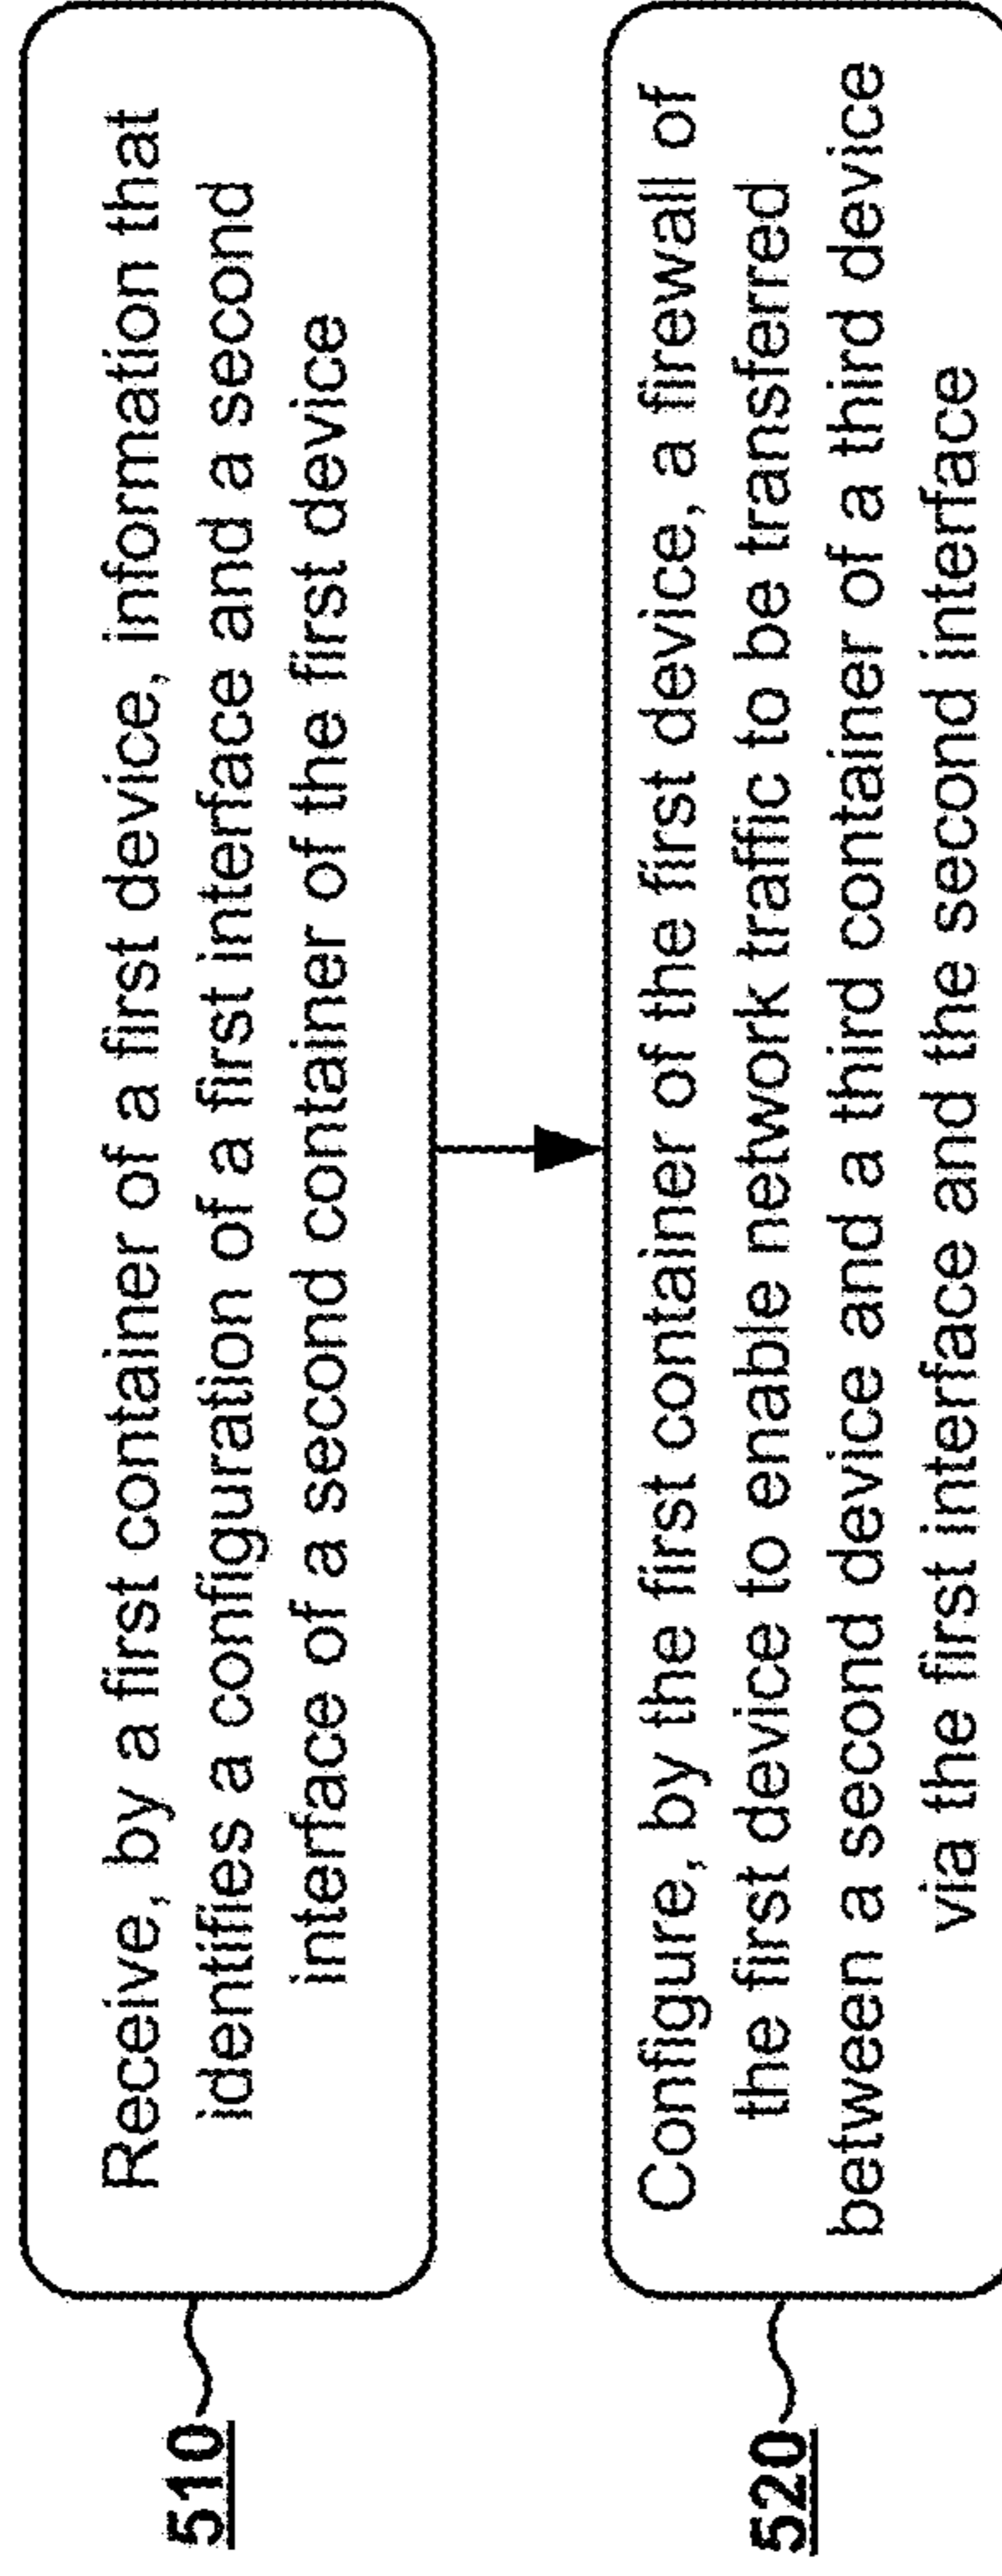 510
Receive, by a first container of a first device, information that
identifies a configuration of a first interface and a second
interface of a second container of the first device
520
Configure, by the first container of the first device, a firewall of
the first device to enable network traffic to be transferred
between a second device and a third container of a third device
via the first interface and the second interface